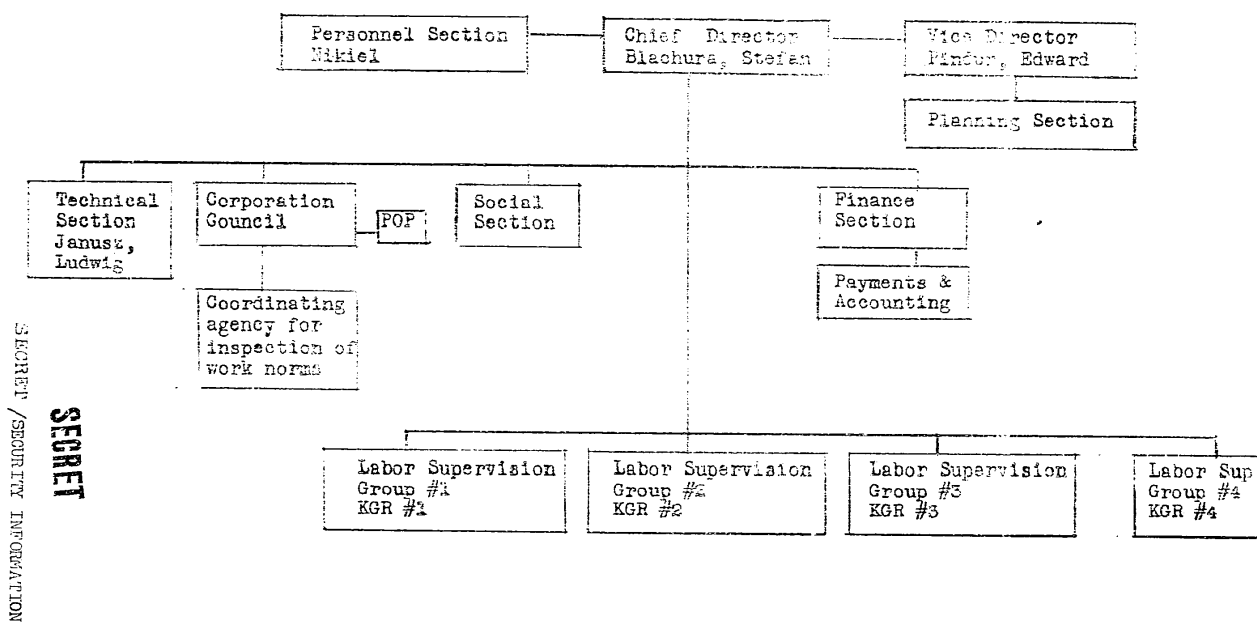 Personnel Section
Nikiel
Chief Director
Blachura, Stefan
Vice Director
Pindur, Edward
Planning Section
Technical
Section
Janusz,
Ludwig
Corporation
Council
POP
Social
Section
Finance
Section
Payments &
Accounting
Coordinating
agency for
inspection of
work norms
Labor Supervision
Group #1
KGR #1
Labor Supervision
Group #2
KGR #2
Labor Supervision
Group #3
KGR #3
Labor Sup
Group #4
KGR #4
SECRET
SECRET/SECURITY INFORMATION